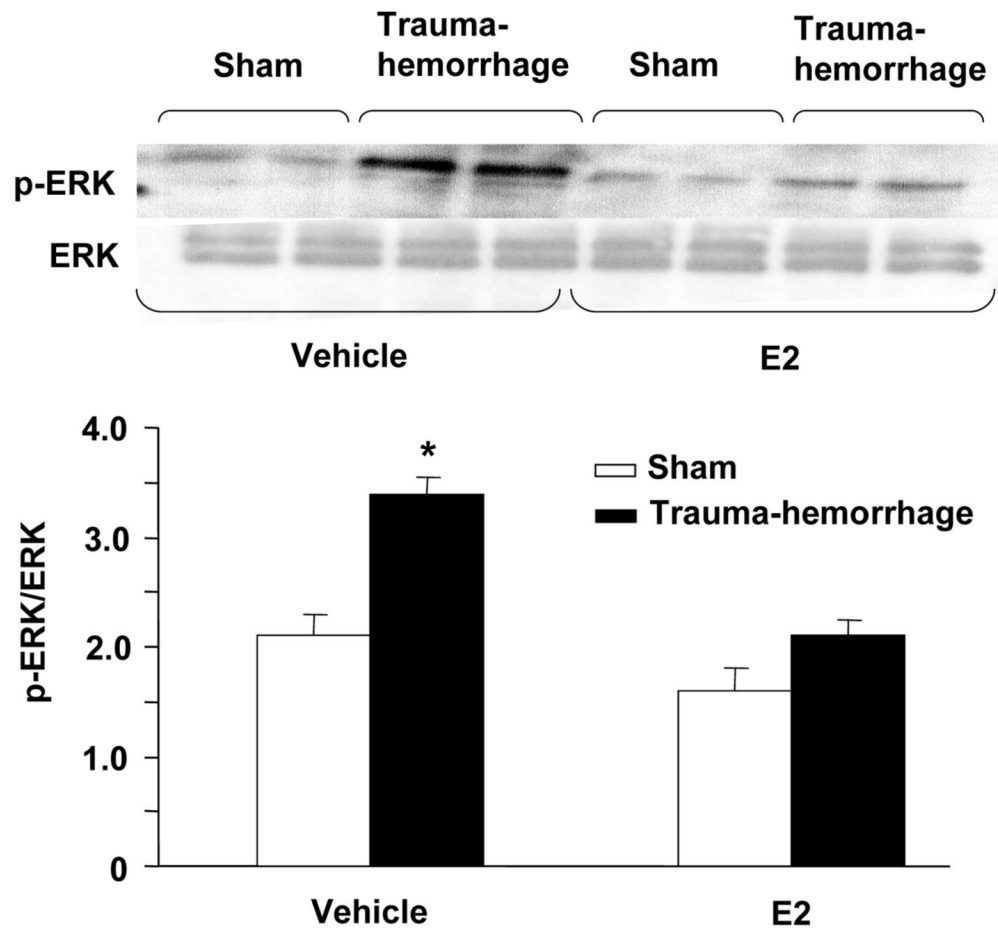 Sham
Trauma-
hemorrhage
Sham
Trauma-
hemorrhage
p-ERK
ERK
Vehicle
E2
4.0
*
Sham
Trauma-hemorrhage
3.0
p-ERK/ERK
2.0
1.0
0
Vehicle
E2